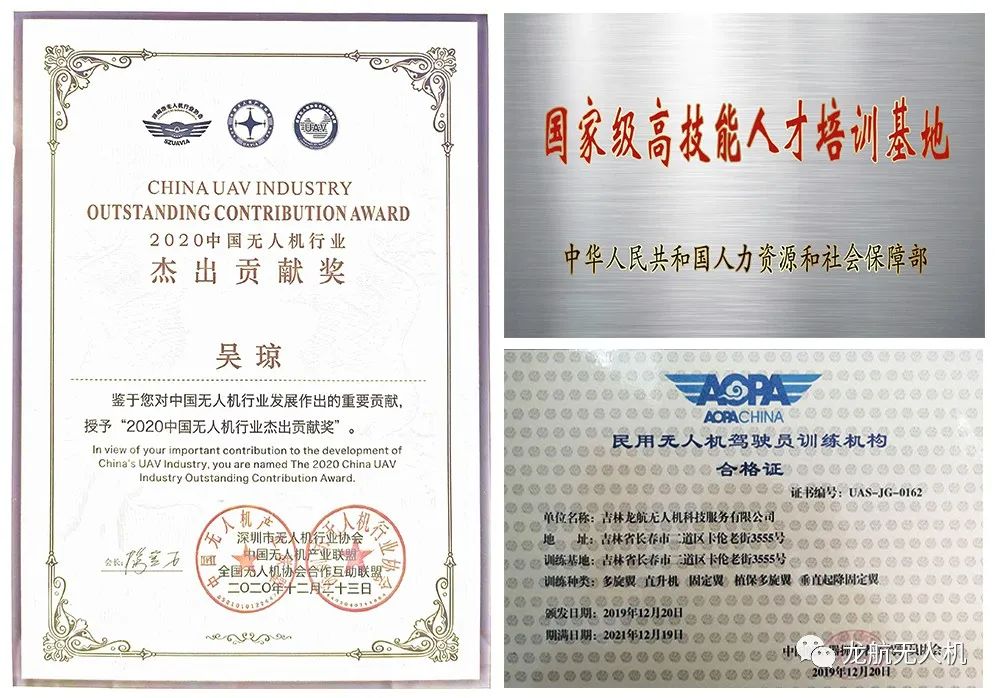 SZUAVIA
UAV
CHINA UAV INDUSTRY
OUTSTANDING CONTRIBUTION AWARD
2020中国无人机行业
杰出贡献奖
吴琼
鉴于您对中国无人机行业发展作出的重要贡献,
授予“2020中国无人机行业杰出贡献奖”。
In view of your important contribution to the development of
China's UAV Industry, you are named The 2020 China UAV
Industry Outstanding Contribution Award.
会长:
深圳市无人机行业协会
中国无人机产业联盟
全国无人机协会合作互助联盟
二〇二〇年十二月二十三日
国家级高技能人才培训基地
中华人民共和国人力资源和社会保障部
AOPA
AOPA CHINA
民用无人机驾驶员训练机构
合格证
证书编号: UAS-JG-0162
单位名称: 吉林龙航无人机科技服务有限公司
地 址: 吉林省长春市二道区卡伦老街3555号
训练基地: 吉林省长春市二道区卡伦老街3555号
训练种类: 多旋翼 直升机 固定翼 植保多旋翼 垂直起降固定翼
颁发日期: 2019年12月20日
期满日期: 2021年12月19日
2019年12月20日
龙航无人机